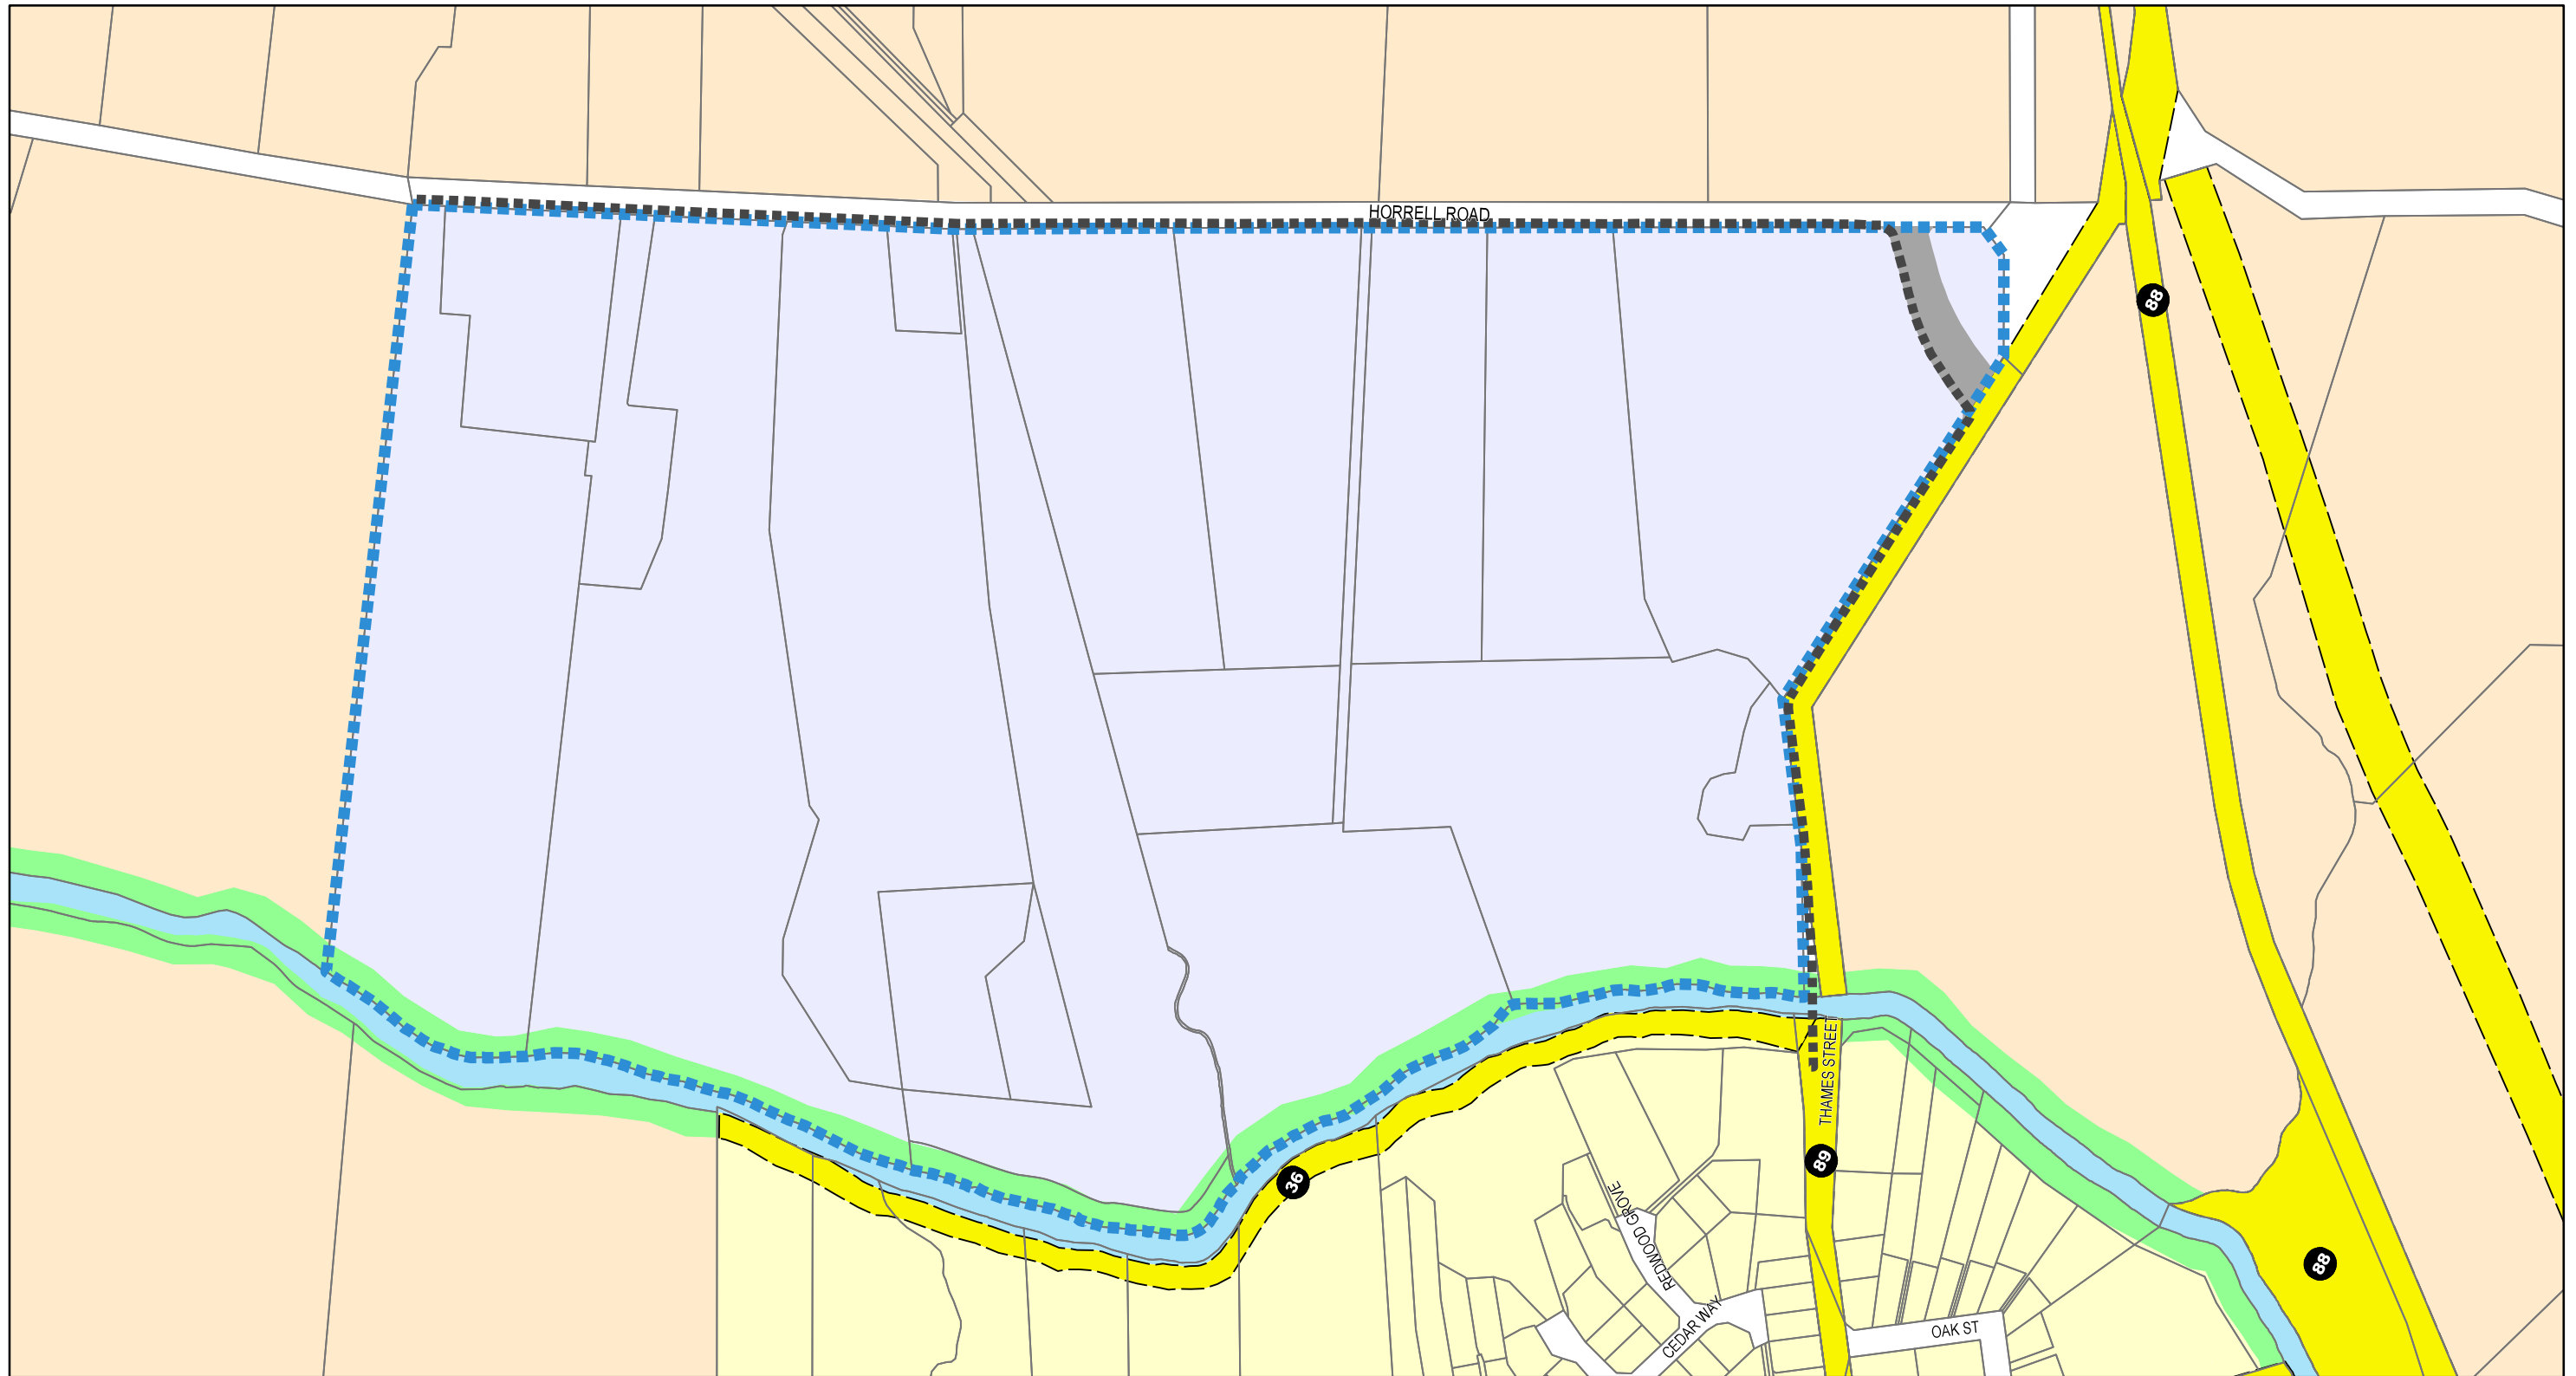 HORRELL ROAD
88
THAMES STREET
89
36
REDWOOD GROVE
88
CEDAR WAY
OAK ST